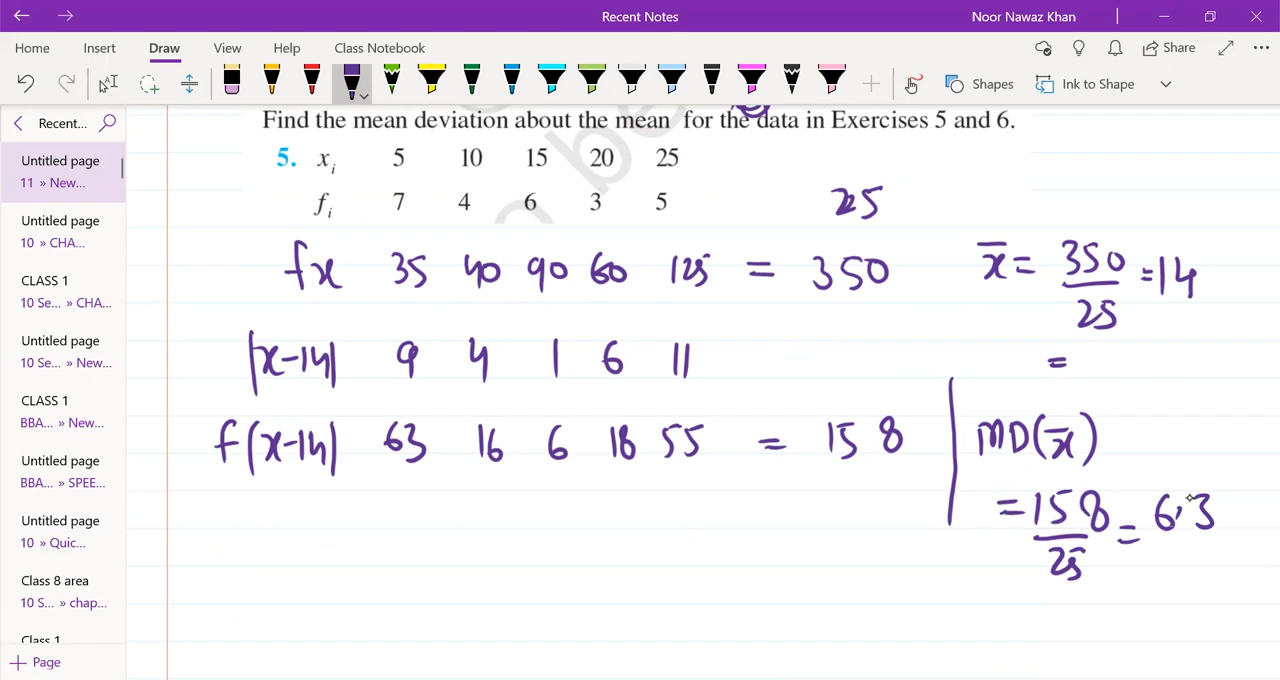 Recent Notes
Noor Nawaz Khan
Home Insert Draw View Help Class Notebook Share
Shapes Ink to Shape
Recent...
Untitled page
11 » New...
Untitled page
10 » CHA...
CLASS 1
10 Se... » CHA...
Untitled page
10 Se... » New...
CLASS 1
BBA... » New...
Untitled page
BBA... » SPEE...
Untitled page
10 » Quic...
Class 8 area
10 S... » chap...
Class 1
Page
Find the mean deviation about the mean for the data in Exercises 5 and 6.
5. xi 5 10 15 20 25
fi 7 4 6 3 5 25
fx 35 40 90 60 125 = 350
x̅ = 350/25 = 14
=
|x-14| 9 4 1 6 11
f|x-14| 63 16 6 18 55 = 158
MD(x̅)
= 158/25 = 6.3